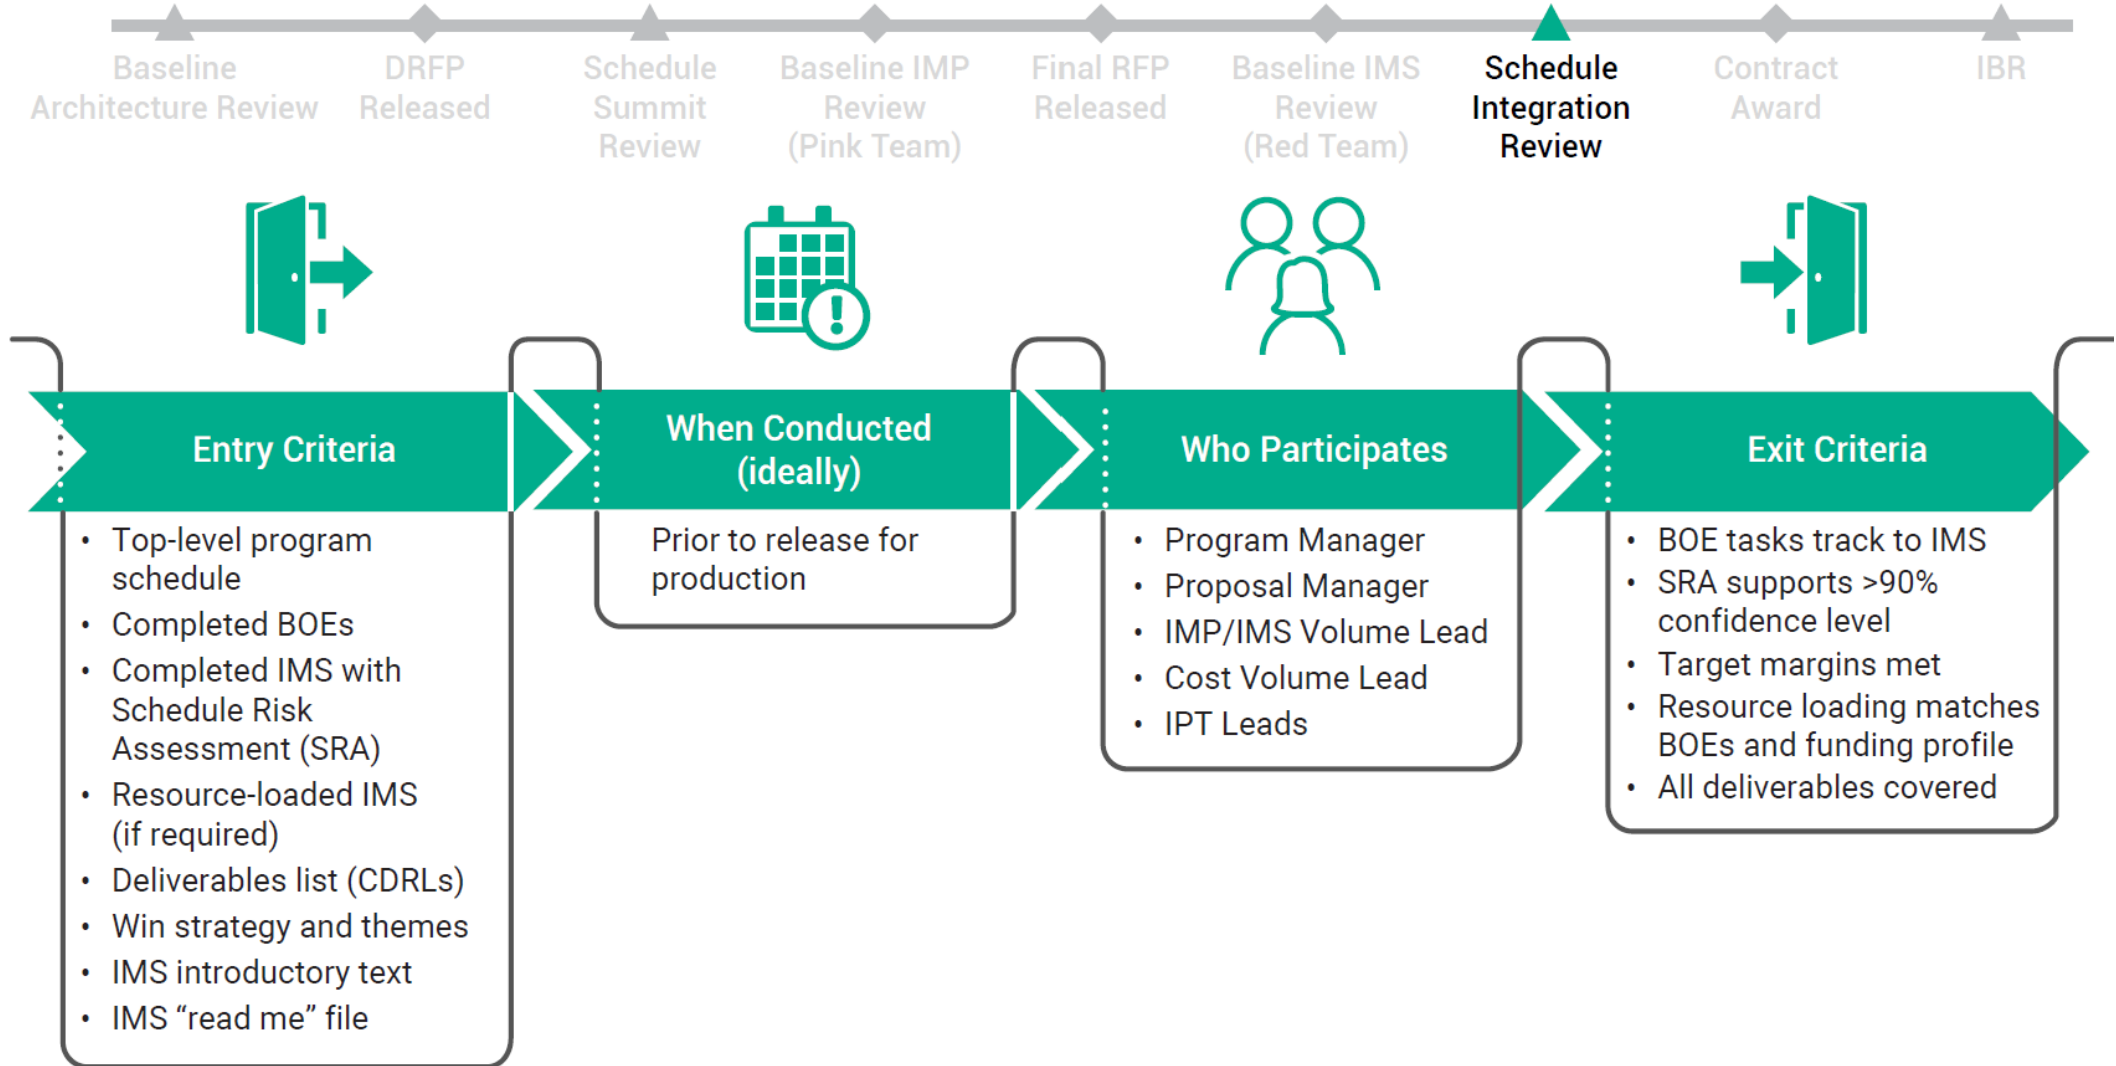 Baseline
Architecture Review
DRFP
Released
Schedule
Summit
Review
Baseline IMP
Review
(Pink Team)
Final RFP
Released
Baseline IMS
Review
(Red Team)
Schedule
Integration
Review
Contract
Award
IBR
Entry Criteria
• Top-level program
schedule
• Completed BOEs
• Completed IMS with
Schedule Risk
Assessment (SRA)
• Resource-loaded IMS
(if required)
• Deliverables list (CDRLs)
• Win strategy and themes
• IMS introductory text
• IMS “read me” file
When Conducted
(ideally)
Prior to release for
production
Who Participates
• Program Manager
• Proposal Manager
• IMP/IMS Volume Lead
• Cost Volume Lead
• IPT Leads
Exit Criteria
• BOE tasks track to IMS
• SRA supports >90%
confidence level
• Target margins met
• Resource loading matches
BOEs and funding profile
• All deliverables covered